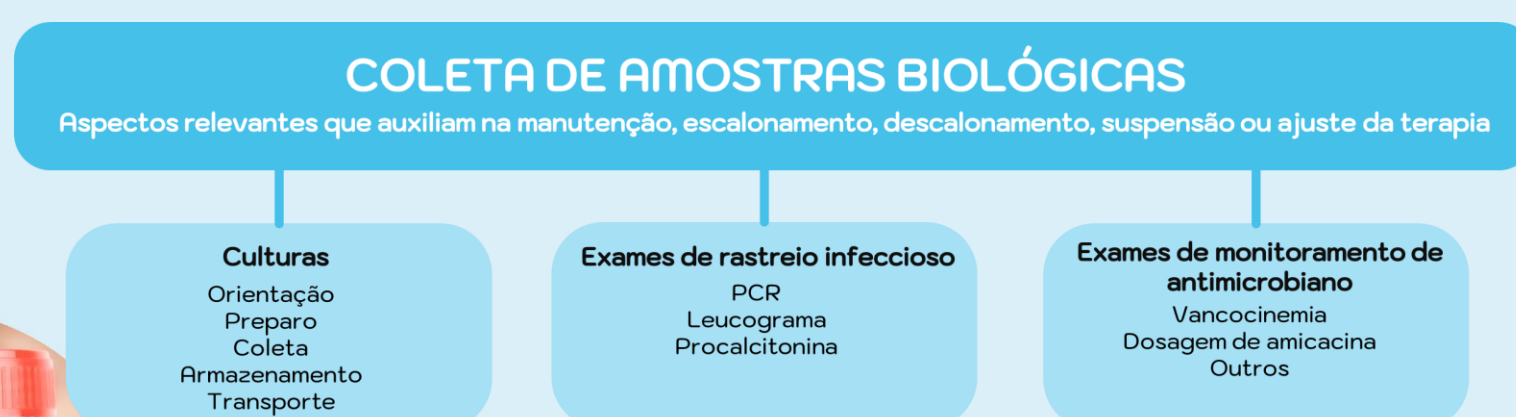 COLETA DE AMOSTRAS BIOLÓGICAS
Aspectos relevantes que auxiliam na manutenção, escalonamento, descalonamento, suspensão ou ajuste da terapia
Culturas
Orientação
Preparo
Coleta
Armazenamento
Transporte
Exames de rastreio infeccioso
PCR
Leucograma
Procalcitonina
Exames de monitoramento de
antimicrobiano
Vancocinemia
Dosagem de amicacina
Outros